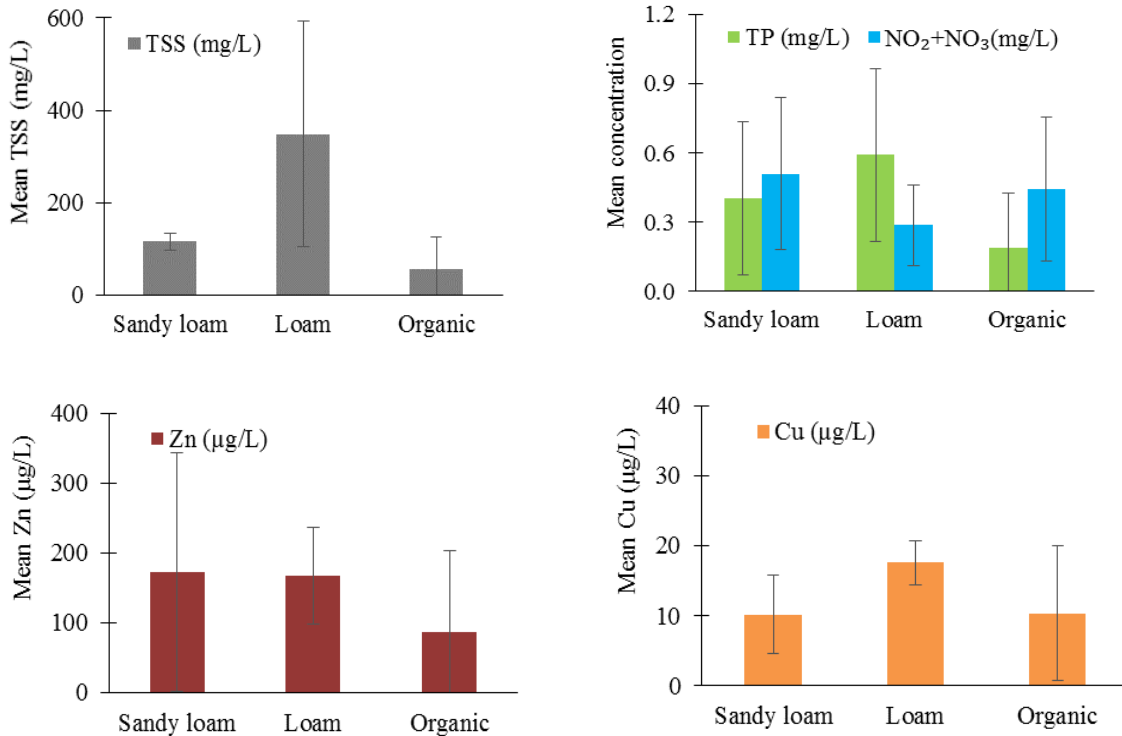 600
400
200
0
Mean TSS (mg/L)
TSS (mg/L)
Sandy loam Loam Organic
1.2
0.9
0.6
0.3
0.0
Mean concentration
TP (mg/L) NO₂+NO₃(mg/L)
Sandy loam Loam Organic
400
300
200
100
0
Mean Zn (µg/L)
Zn (µg/L)
Sandy loam Loam Organic
40
30
20
10
0
Mean Cu (µg/L)
Cu (µg/L)
Sandy loam Loam Organic